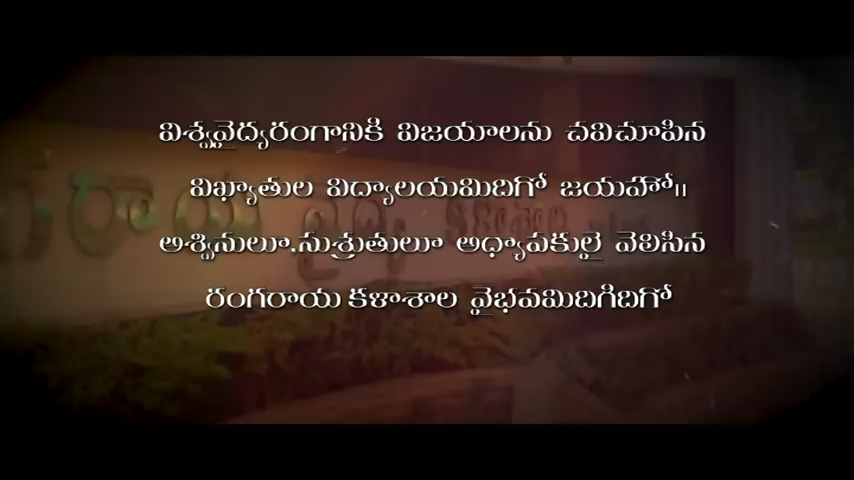 విశ్వవైద్యరంగానికి విజయాలను చవిచూపిన
విఖ్యాతుల విద్యాలయమిదిగో జయహో॥
అశ్వినులూ,సుశ్రుతులూ అధ్యాపకులై వెలిసిన
రంగరాయ కళాశాల వైభవమిదిగిదిగో